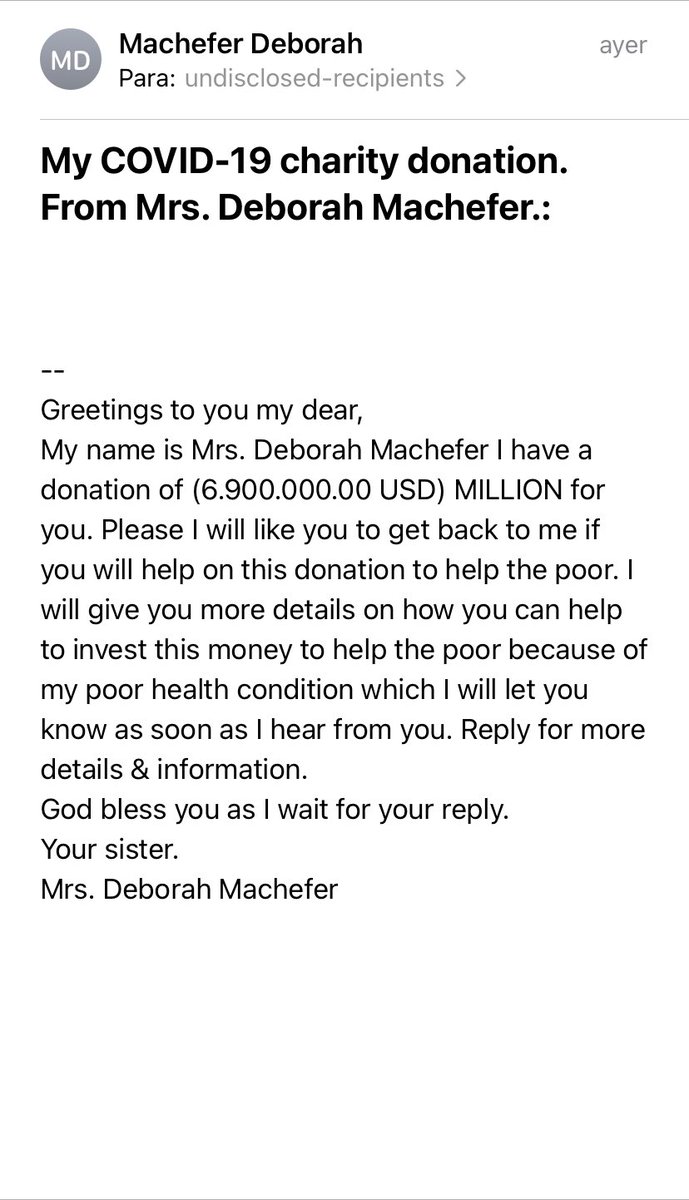 MD
Machefer Deborah
ayer
Para: undisclosed-recipients >
My COVID-19 charity donation.
From Mrs. Deborah Machefer.:
--
Greetings to you my dear,
My name is Mrs. Deborah Machefer I have a
donation of (6.900.000.00 USD) MILLION for
you. Please I will like you to get back to me if
you will help on this donation to help the poor. I
will give you more details on how you can help
to invest this money to help the poor because of
my poor health condition which I will let you
know as soon as I hear from you. Reply for more
details & information.
God bless you as I wait for your reply.
Your sister.
Mrs. Deborah Machefer